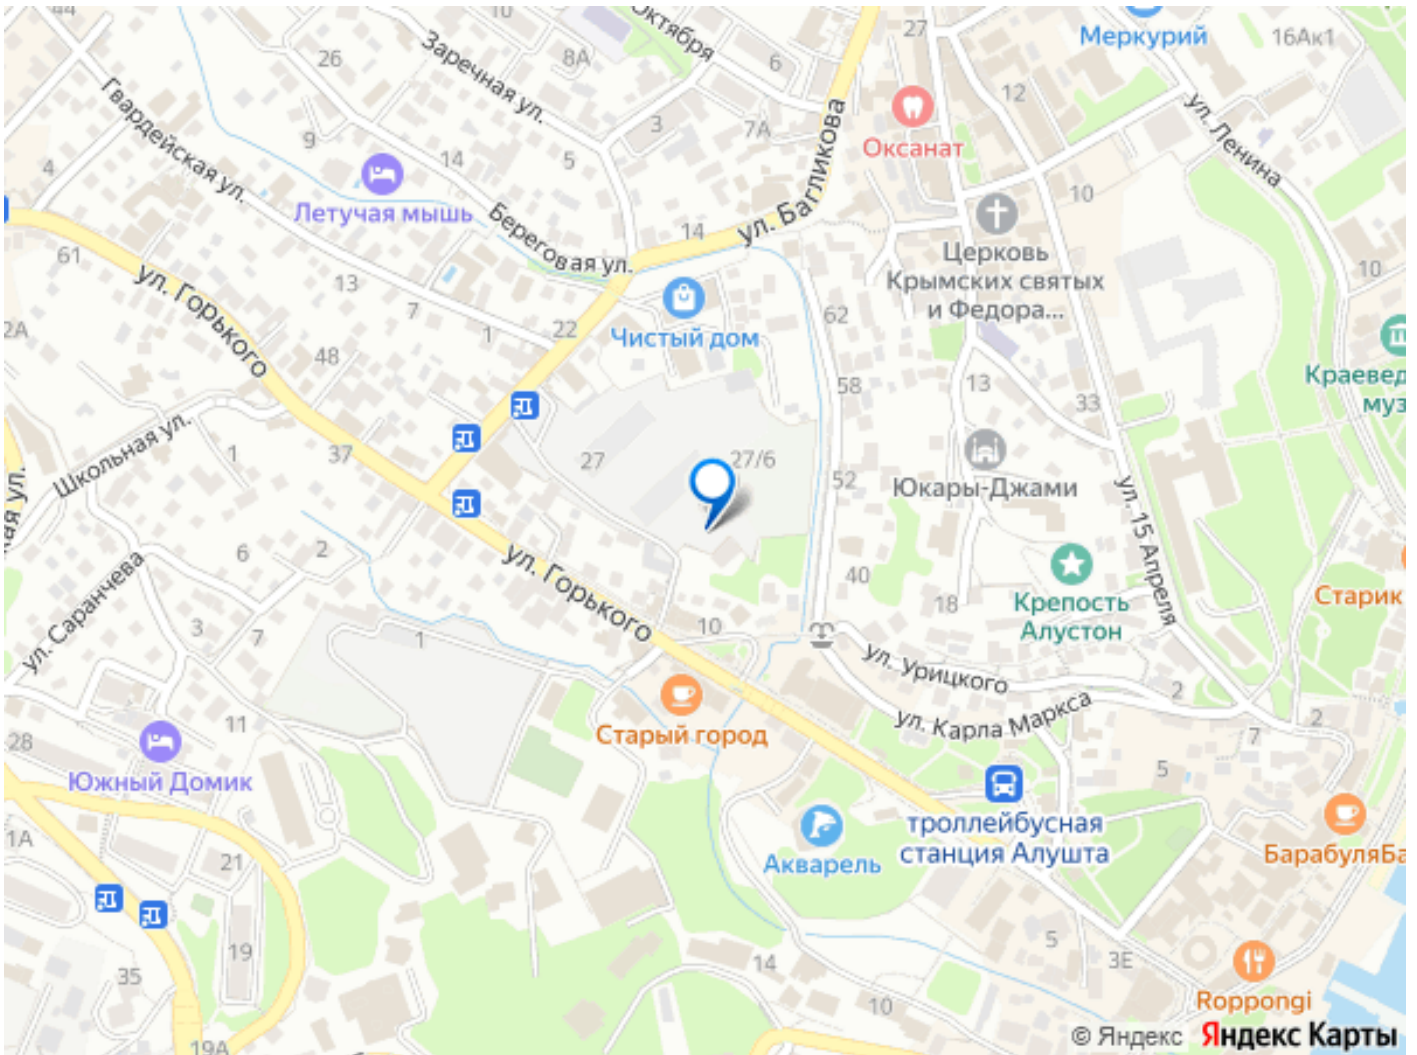 44
10
Октября
27
Меркурий
16Ак1
26
Заречная ул.
8А
6
Гвардейская ул.
12
3
7А
Оксанат
ул. Ленина
9
14
5
4
Летучая мышь
Береговая ул.
14
ул. Багликова
10
Церковь
Крымских святых
и Федора...
61
ул. Горького
13
10
7
1
22
Чистый дом
62
2А
48
Краевед
муз
58
13
33
Школьная ул.
1
37
27
27/6
52
Юкары-Джами
ул. 15 Апреля
ая ул.
6
2
ул. Горького
40
18
Крепость
Алустон
Старик
ул. Саранчева
3
7
1
10
ул. Урицкого
2
11
Старый город
ул. Карла Маркса
7
2
28
Южный Домик
5
троллейбусная
станция Алушта
1А
21
Акварель
БарабуляБа
19
35
14
10
5
3Е
Roppongi
19А
© Яндекс Яндекс Карты